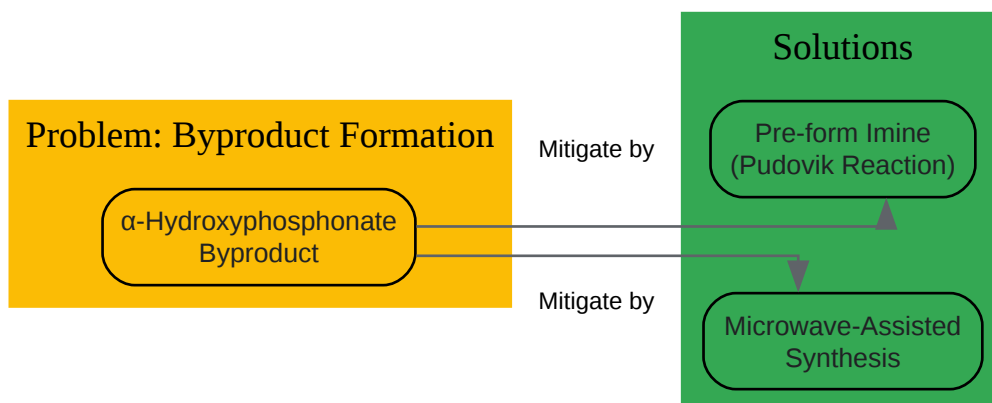 Solutions
Problem: Byproduct Formation
Mitigate by
Pre-form Imine
(Pudovik Reaction)
α-Hydroxyphosphonate
Byproduct
Mitigate by
Microwave-Assisted
Synthesis